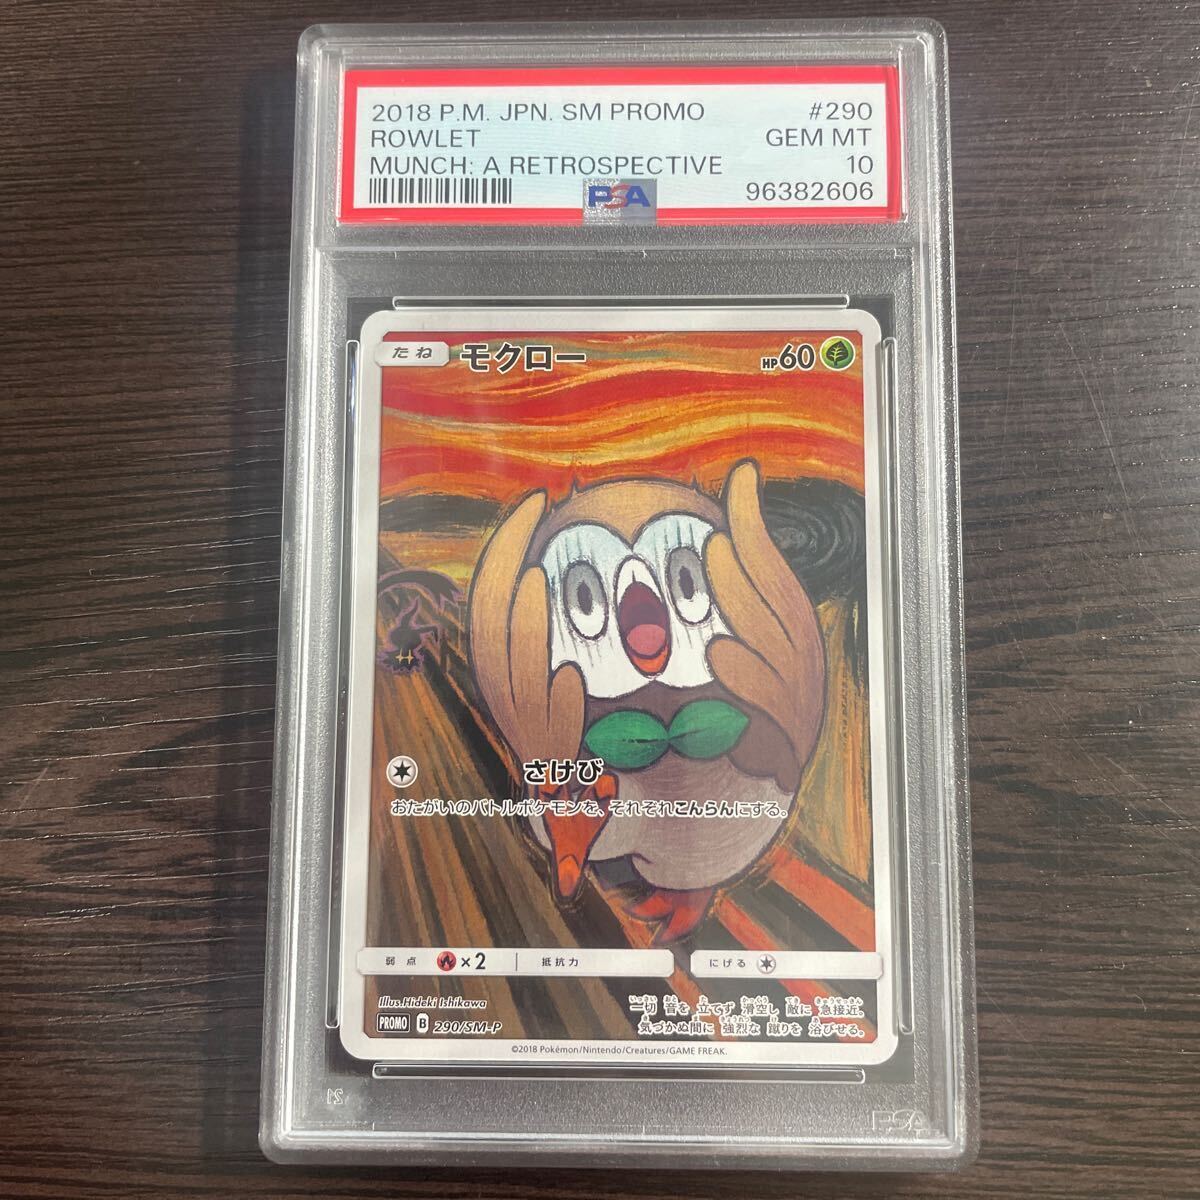 2018 P.M. JPN. SM PROMO #290
ROWLET GEM MT
MUNCH: A RETROSPECTIVE 10
PSA 96382606
たね モクロー HP60
さけび
おたがいのバトルポケモンを、それぞれこんらんにする。
弱点 ×2 抵抗力 にげる
Illus.Hideki Ishikawa
一切 音を 立てず 滑空し 敵に 急接近。
気づかぬ間に 強烈な 蹴りを 浴びせる。
PROMO B 290/SM-P
©2018 Pokémon/Nintendo/Creatures/GAME FREAK.
PSA